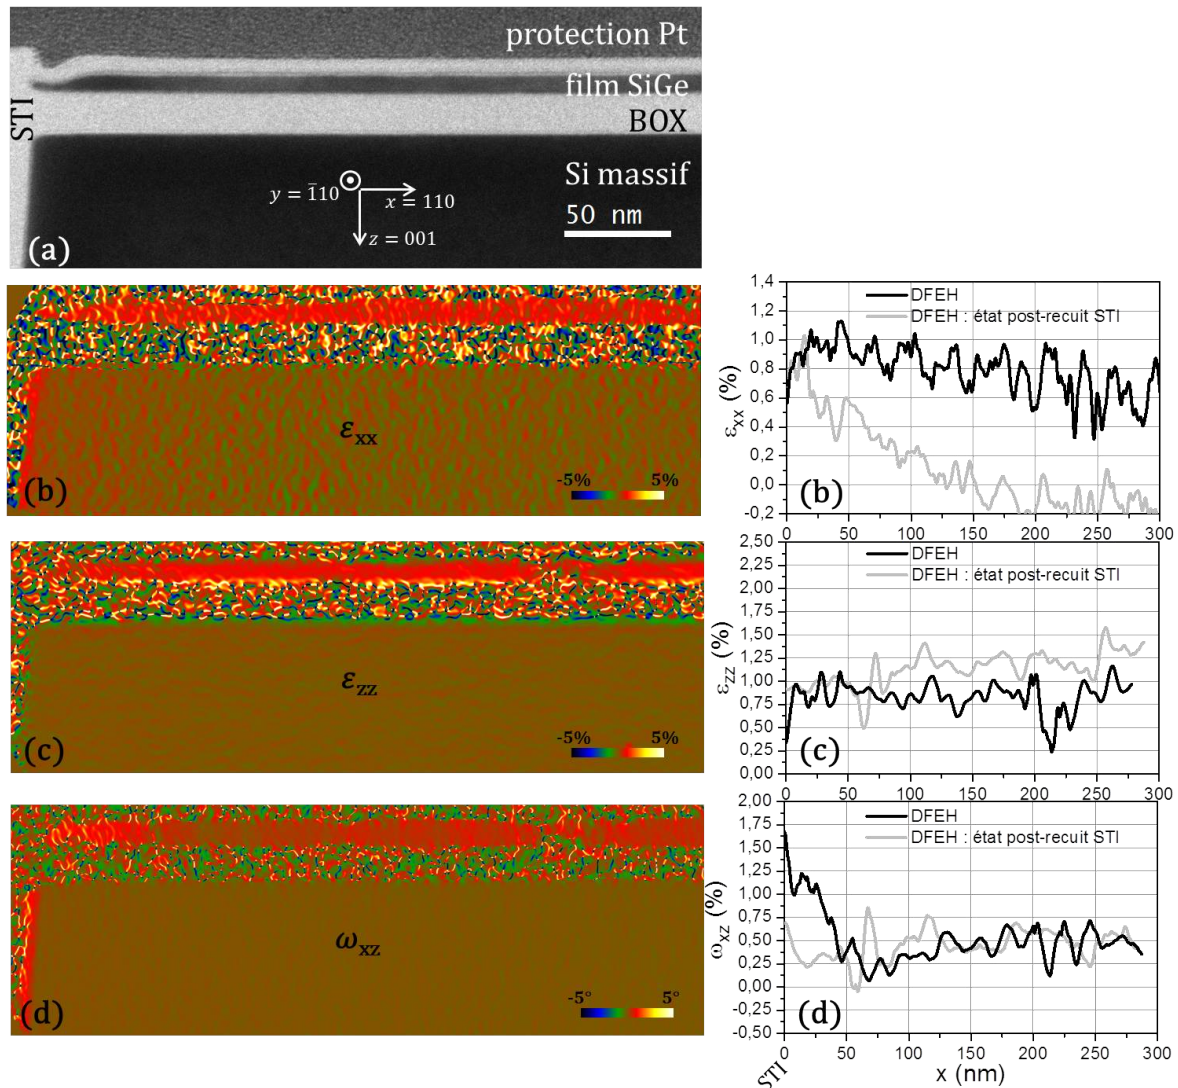 protection Pt
film SiGe
STI
BOX
Si massif
y = 1̄10
x = 110
z = 001
50 nm
(a)
εxx
-5% 5%
(b)
1,4
1,2
1,0
0,8
0,6
0,4
0,2
0,0
-0,2
εxx (%)
DFEH
DFEH : état post-recuit STI
(b)
0 50 100 150 200 250 300
εzz
-5% 5%
(c)
2,50
2,25
2,00
1,75
1,50
1,25
1,00
0,75
0,50
0,25
0,00
εzz (%)
DFEH
DFEH : état post-recuit STI
(c)
0 50 100 150 200 250 300
ωxz
-5° 5°
(d)
2,00
1,75
1,50
1,25
1,00
0,75
0,50
0,25
0,00
-0,25
-0,50
ωxz (%)
DFEH
DFEH : état post-recuit STI
(d)
0 50 100 150 200 250 300
STI
x (nm)